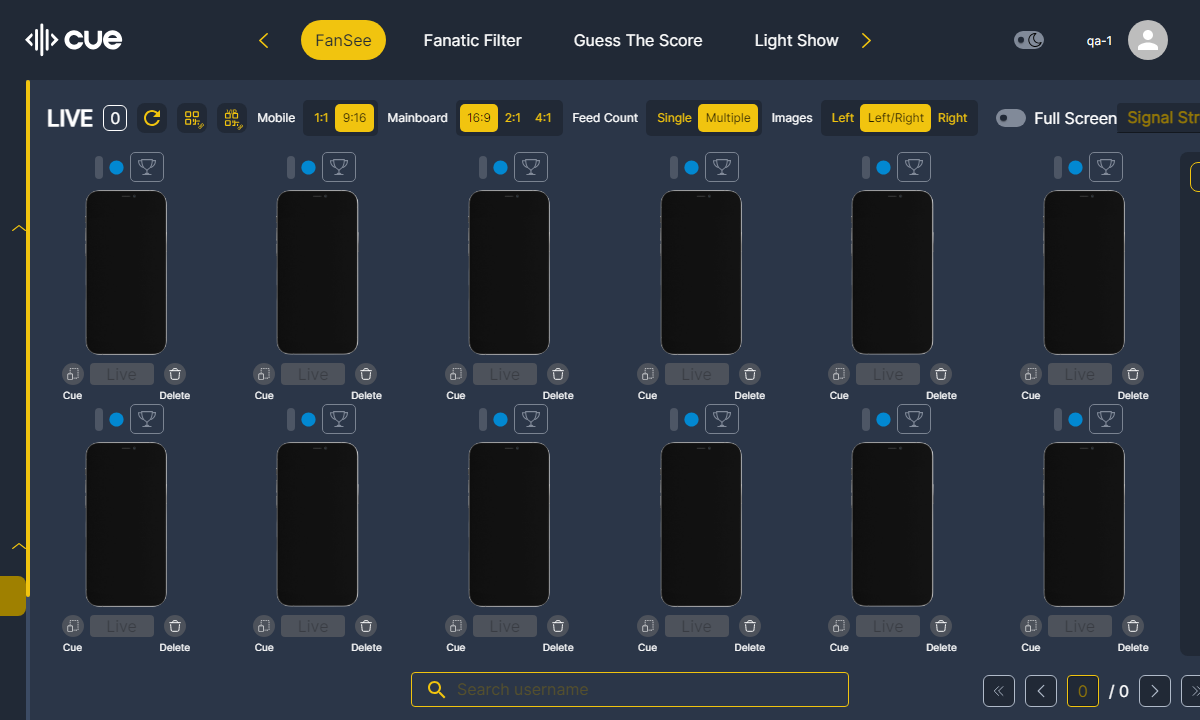 cue FanSee Fanatic Filter Guess The Score Light Show qa-1
LIVE 0 Mobile 1:1 9:16 Mainboard 16:9 2:1 4:1 Feed Count Single Multiple Images Left Left/Right Right Full Screen Signal Str
Live Live Live Live Live Live
Cue Delete Cue Delete Cue Delete Cue Delete Cue Delete Cue Delete
Live Live Live Live Live Live
Cue Delete Cue Delete Cue Delete Cue Delete Cue Delete Cue Delete
Search username 0 / 0